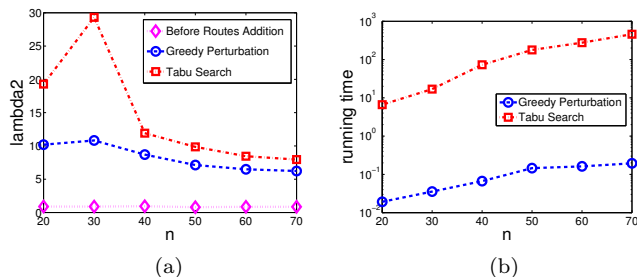 30
25
20
15
10
5
0
lambda2
Before Routes Addition
Greedy Perturbation
Tabu Search
20 30 40 50 60 70
n
(a)
10^3
10^2
10^1
10^0
10^-1
10^-2
running time
Greedy Perturbation
Tabu Search
20 30 40 50 60 70
n
(b)